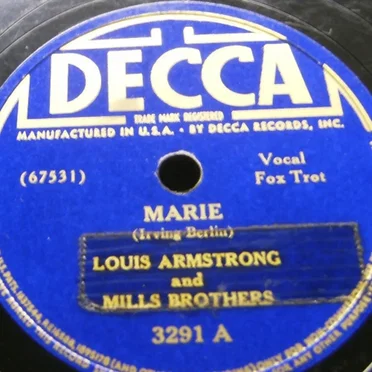 DECCA
TRADE MARK REGISTERED
MANUFACTURED IN U.S.A. • BY DECCA RECORDS, INC.
(67531)
Vocal
Fox Trot
MARIE
(Irving Berlin)
LOUIS ARMSTRONG
and
MILLS BROTHERS
3291 A